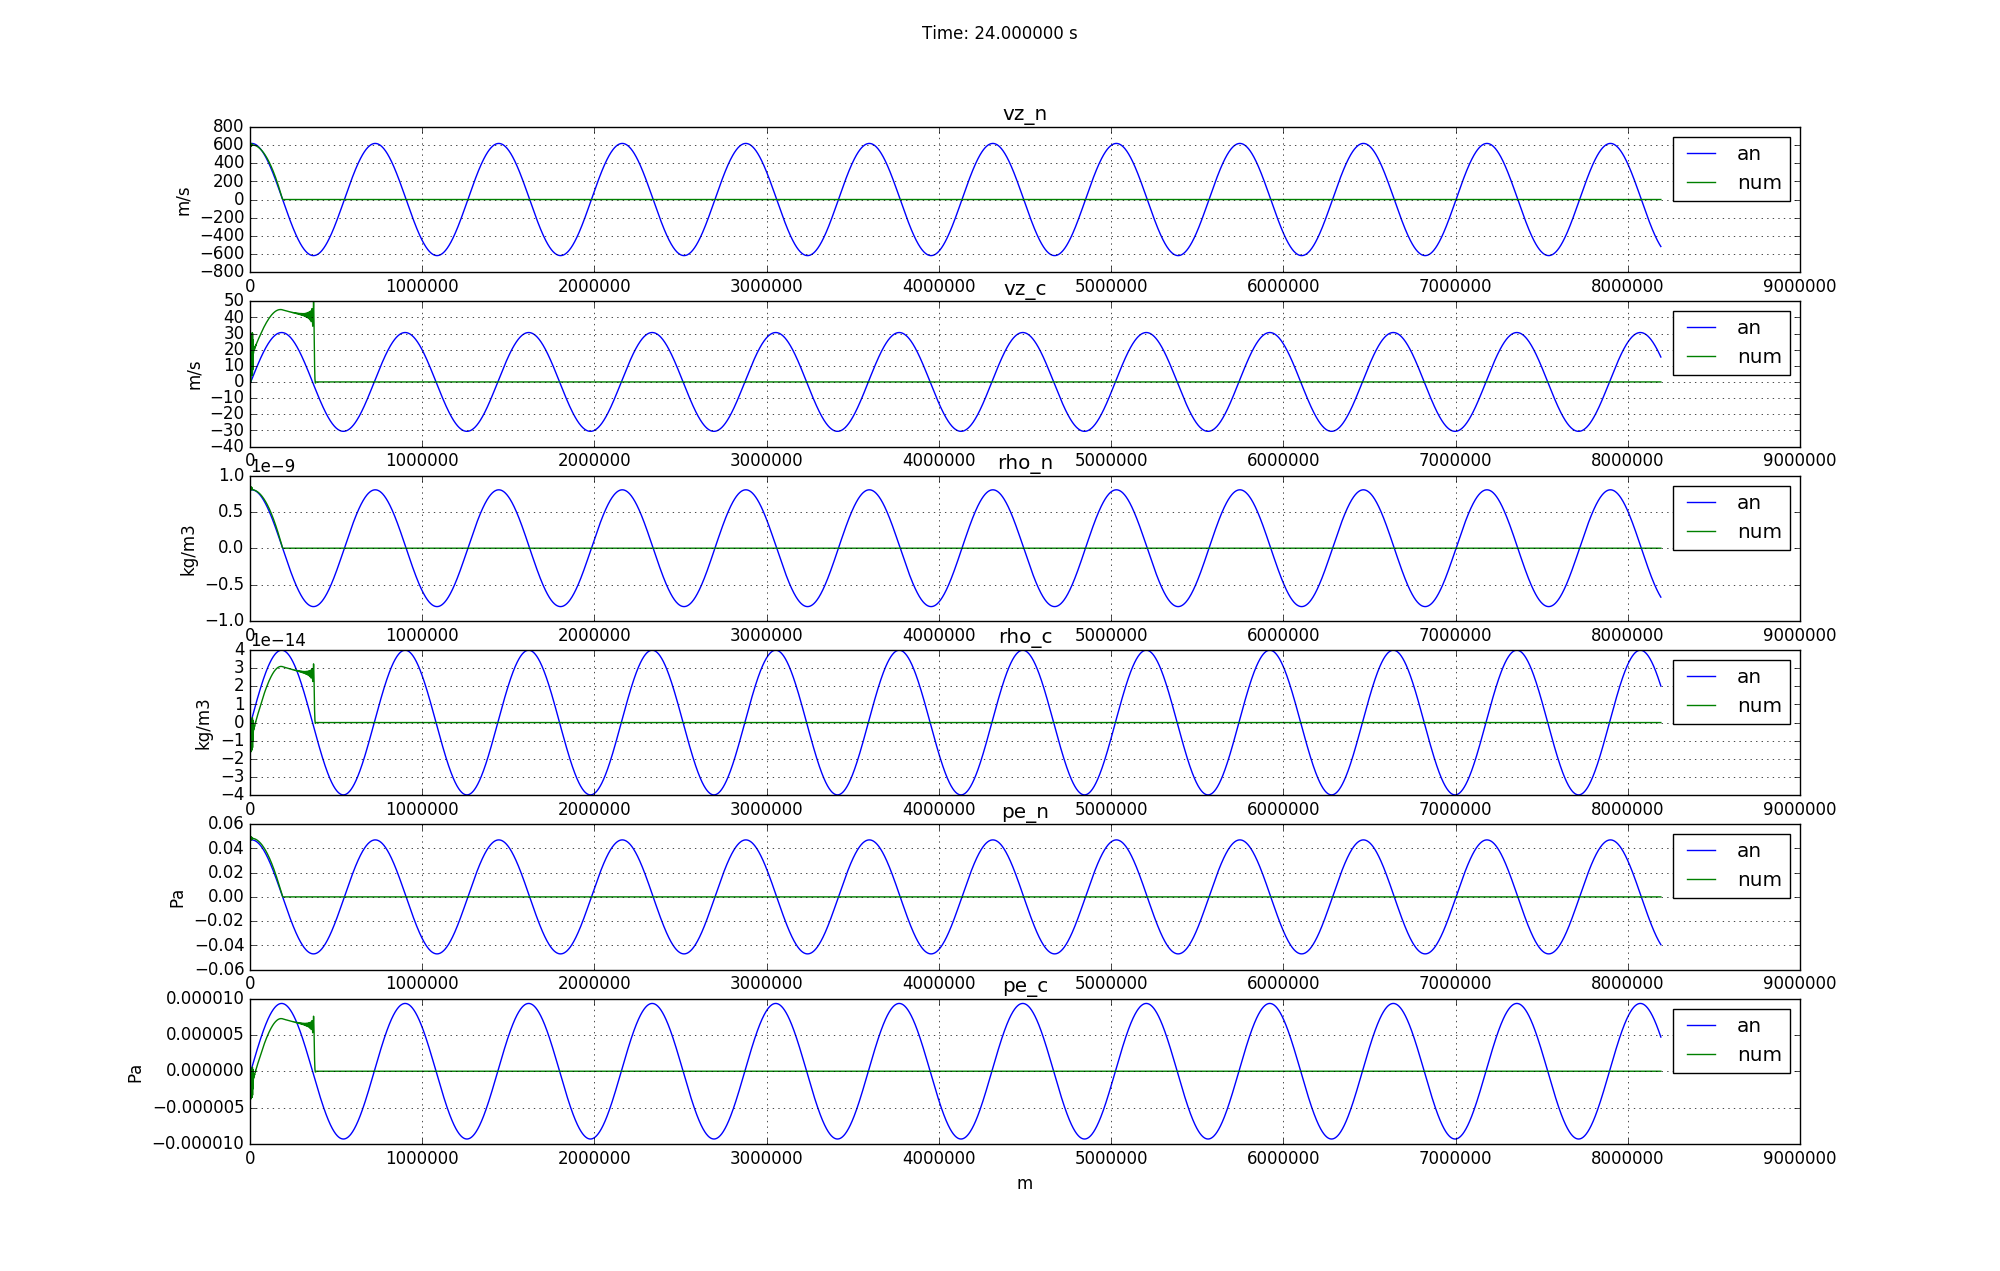 Time: 24.000000 s
vz_n
800
600
400
200
0
−200
−400
−600
−800
m/s
an
num
0 1000000 2000000 3000000 4000000 5000000 6000000 7000000 8000000 9000000
vz_c
50
40
30
20
10
0
−10
−20
−30
−40
m/s
an
num
0 1000000 2000000 3000000 4000000 5000000 6000000 7000000 8000000 9000000
1e−9
rho_n
1.0
0.5
0.0
−0.5
−1.0
kg/m3
an
num
0 1000000 2000000 3000000 4000000 5000000 6000000 7000000 8000000 9000000
1e−14
rho_c
4
3
2
1
0
−1
−2
−3
−4
kg/m3
an
num
0 1000000 2000000 3000000 4000000 5000000 6000000 7000000 8000000 9000000
pe_n
0.06
0.04
0.02
0.00
−0.02
−0.04
−0.06
Pa
an
num
0 1000000 2000000 3000000 4000000 5000000 6000000 7000000 8000000 9000000
pe_c
0.000010
0.000005
0.000000
−0.000005
−0.000010
Pa
an
num
0 1000000 2000000 3000000 4000000 5000000 6000000 7000000 8000000 9000000
m